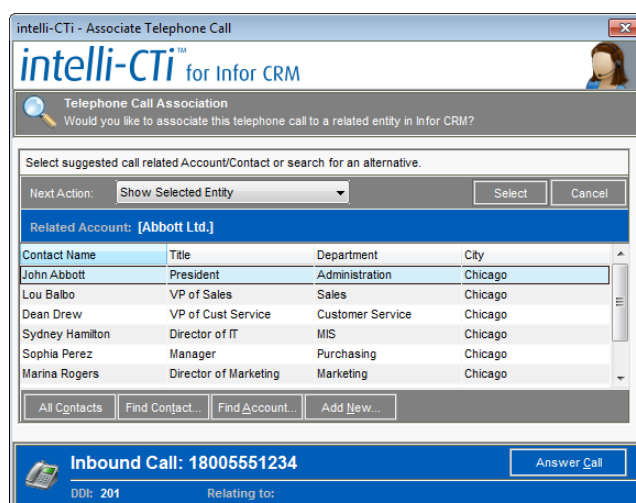 intelli-CTi - Associate Telephone Call
intelli-CTi™ for Infor CRM
Telephone Call Association
Would you like to associate this telephone call to a related entity in Infor CRM?
Select suggested call related Account/Contact or search for an alternative.
Next Action: Show Selected Entity Select Cancel
Related Account: [Abbott Ltd.]
Contact Name Title Department City
John Abbott President Administration Chicago
Lou Balbo VP of Sales Sales Chicago
Dean Drew VP of Cust Service Customer Service Chicago
Sydney Hamilton Director of IT MIS Chicago
Sophia Perez Manager Purchasing Chicago
Marina Rogers Director of Marketing Marketing Chicago
All Contacts Find Contact... Find Account... Add New...
Inbound Call: 18005551234 Answer Call
DDI: 201 Relating to: